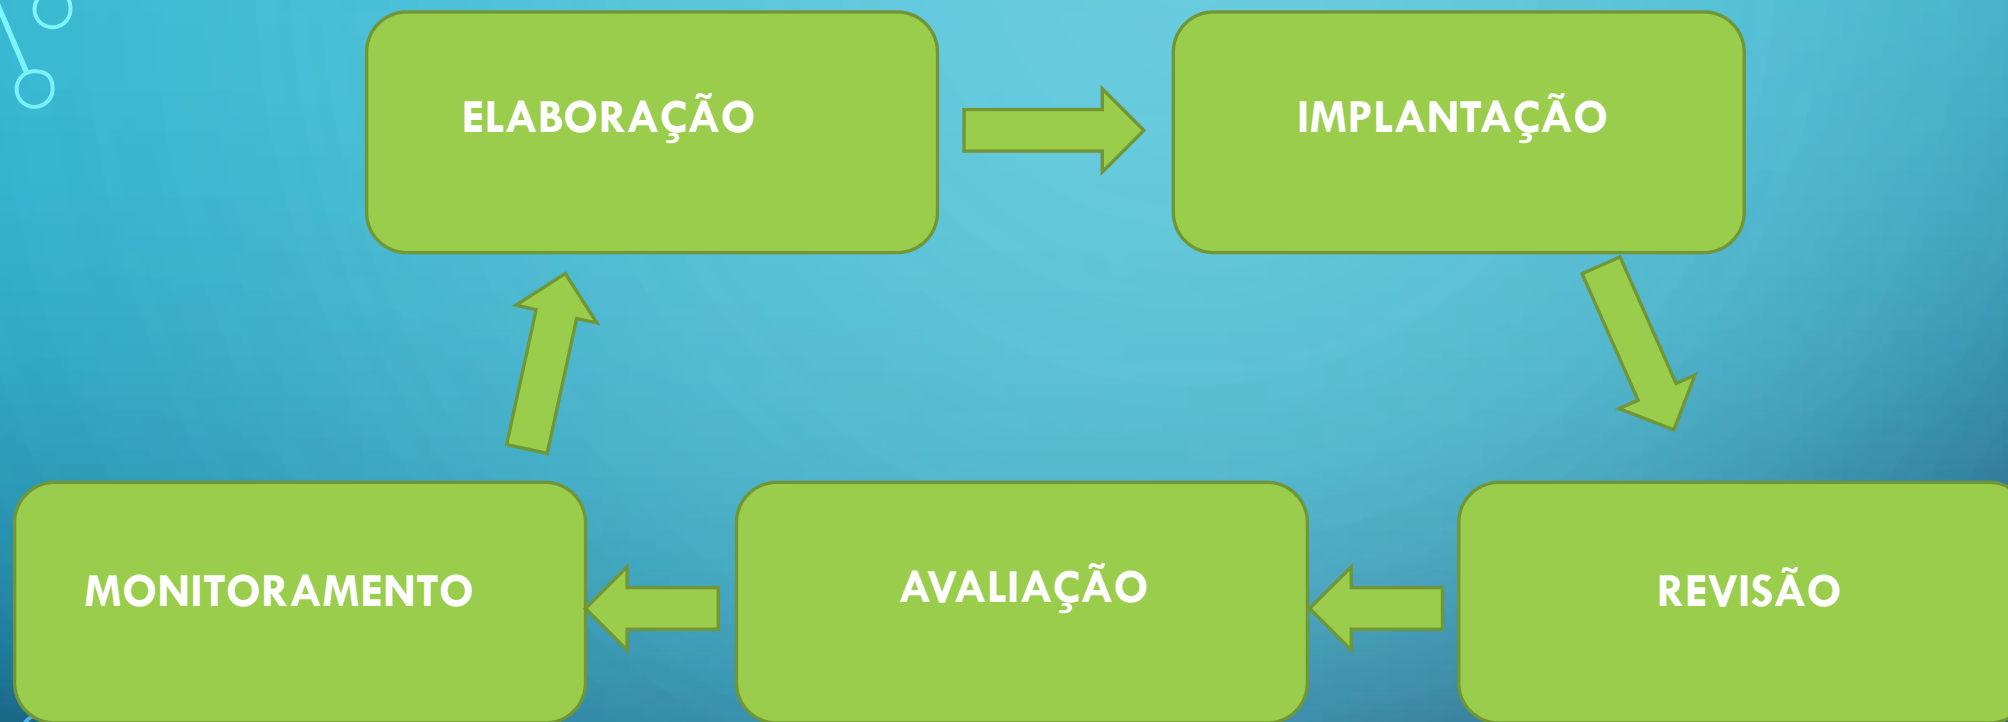 ELABORAÇÃO
IMPLANTAÇÃO
MONITORAMENTO
AVALIAÇÃO
REVISÃO